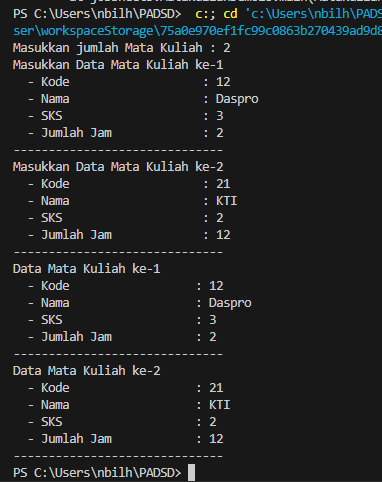 PS C:\Users\nbilh\PADSD>  c:; cd 'c:\Users\nbilh\PADS
ser\workspaceStorage\75a0e970ef1fc99c0863b270439ad9d8
Masukkan jumlah Mata Kuliah : 2
Masukkan Data Mata Kuliah ke-1
  - Kode                 : 12
  - Nama                 : Daspro
  - SKS                  : 3
  - Jumlah Jam           : 2
------------------------------
Masukkan Data Mata Kuliah ke-2
  - Kode                 : 21
  - Nama                 : KTI
  - SKS                  : 2
  - Jumlah Jam           : 12
------------------------------
Data Mata Kuliah ke-1
  - Kode                : 12
  - Nama                : Daspro
  - SKS                 : 3
  - Jumlah Jam          : 2
------------------------------
Data Mata Kuliah ke-2
  - Kode                : 21
  - Nama                : KTI
  - SKS                 : 2
  - Jumlah Jam          : 12
------------------------------
PS C:\Users\nbilh\PADSD>